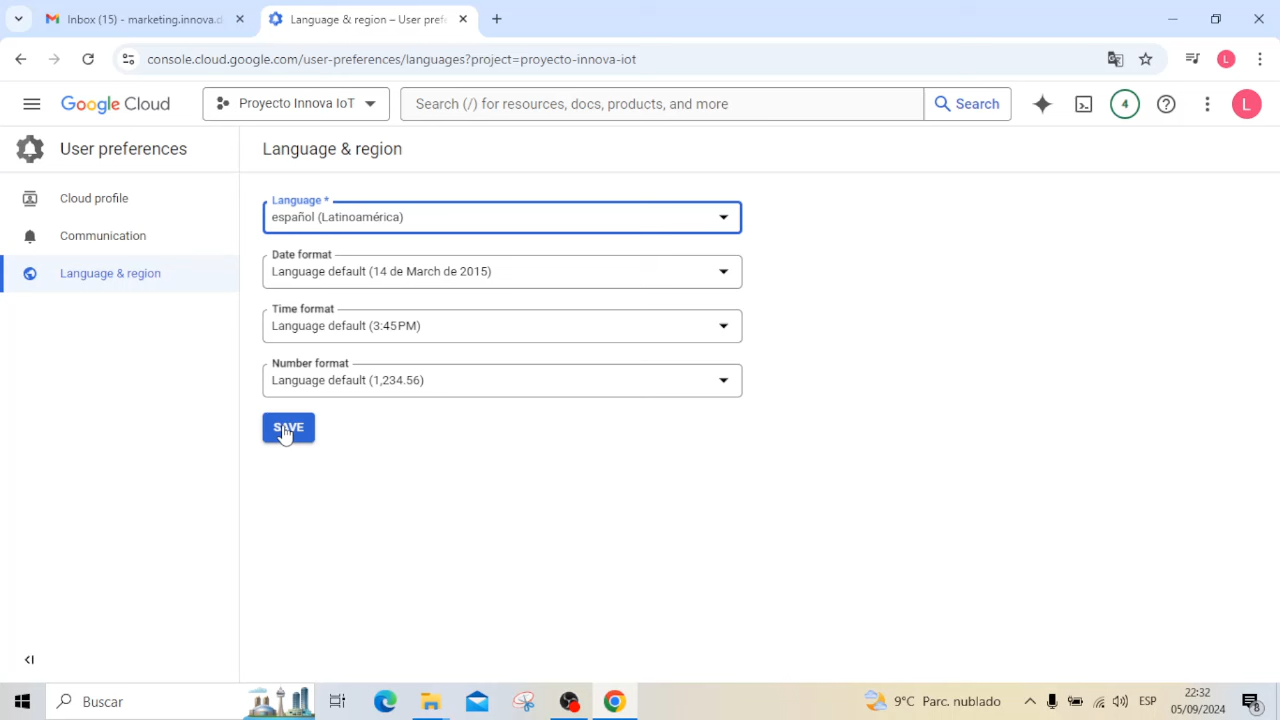 Inbox (15) - marketing.innova.d
Language & region – User prefe
console.cloud.google.com/user-preferences/languages?project=proyecto-innova-iot
L
Google Cloud
Proyecto Innova IoT
Search (/) for resources, docs, products, and more
Search
4
L
User preferences
Language & region
Cloud profile
Communication
Language & region
Language *
español (Latinoamérica)
Date format
Language default (14 de March de 2015)
Time format
Language default (3:45 PM)
Number format
Language default (1,234.56)
SAVE
Buscar
9°C Parc. nublado
ESP
22:32
05/09/2024
8